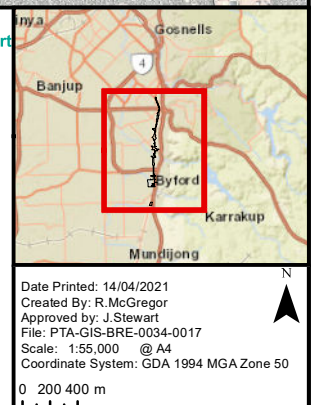 inya
Gosnells
rt
4
Banjup
Byford
Karrakup
Mundijong
N
Date Printed: 14/04/2021
Created By: R.McGregor
Approved by: J.Stewart
File: PTA-GIS-BRE-0034-0017
Scale: 1:55,000 @ A4
Coordinate System: GDA 1994 MGA Zone 50
0 200 400 m